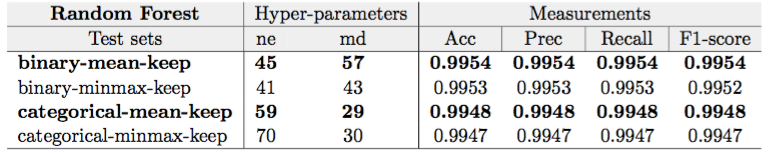 Random Forest Hyper-parameters Measurements
Test sets ne md Acc Prec Recall F1-score
binary-mean-keep 45 57 0.9954 0.9954 0.9954 0.9954
binary-minmax-keep 41 43 0.9953 0.9953 0.9953 0.9952
categorical-mean-keep 59 29 0.9948 0.9948 0.9948 0.9948
categorical-minmax-keep 70 30 0.9947 0.9947 0.9947 0.9947